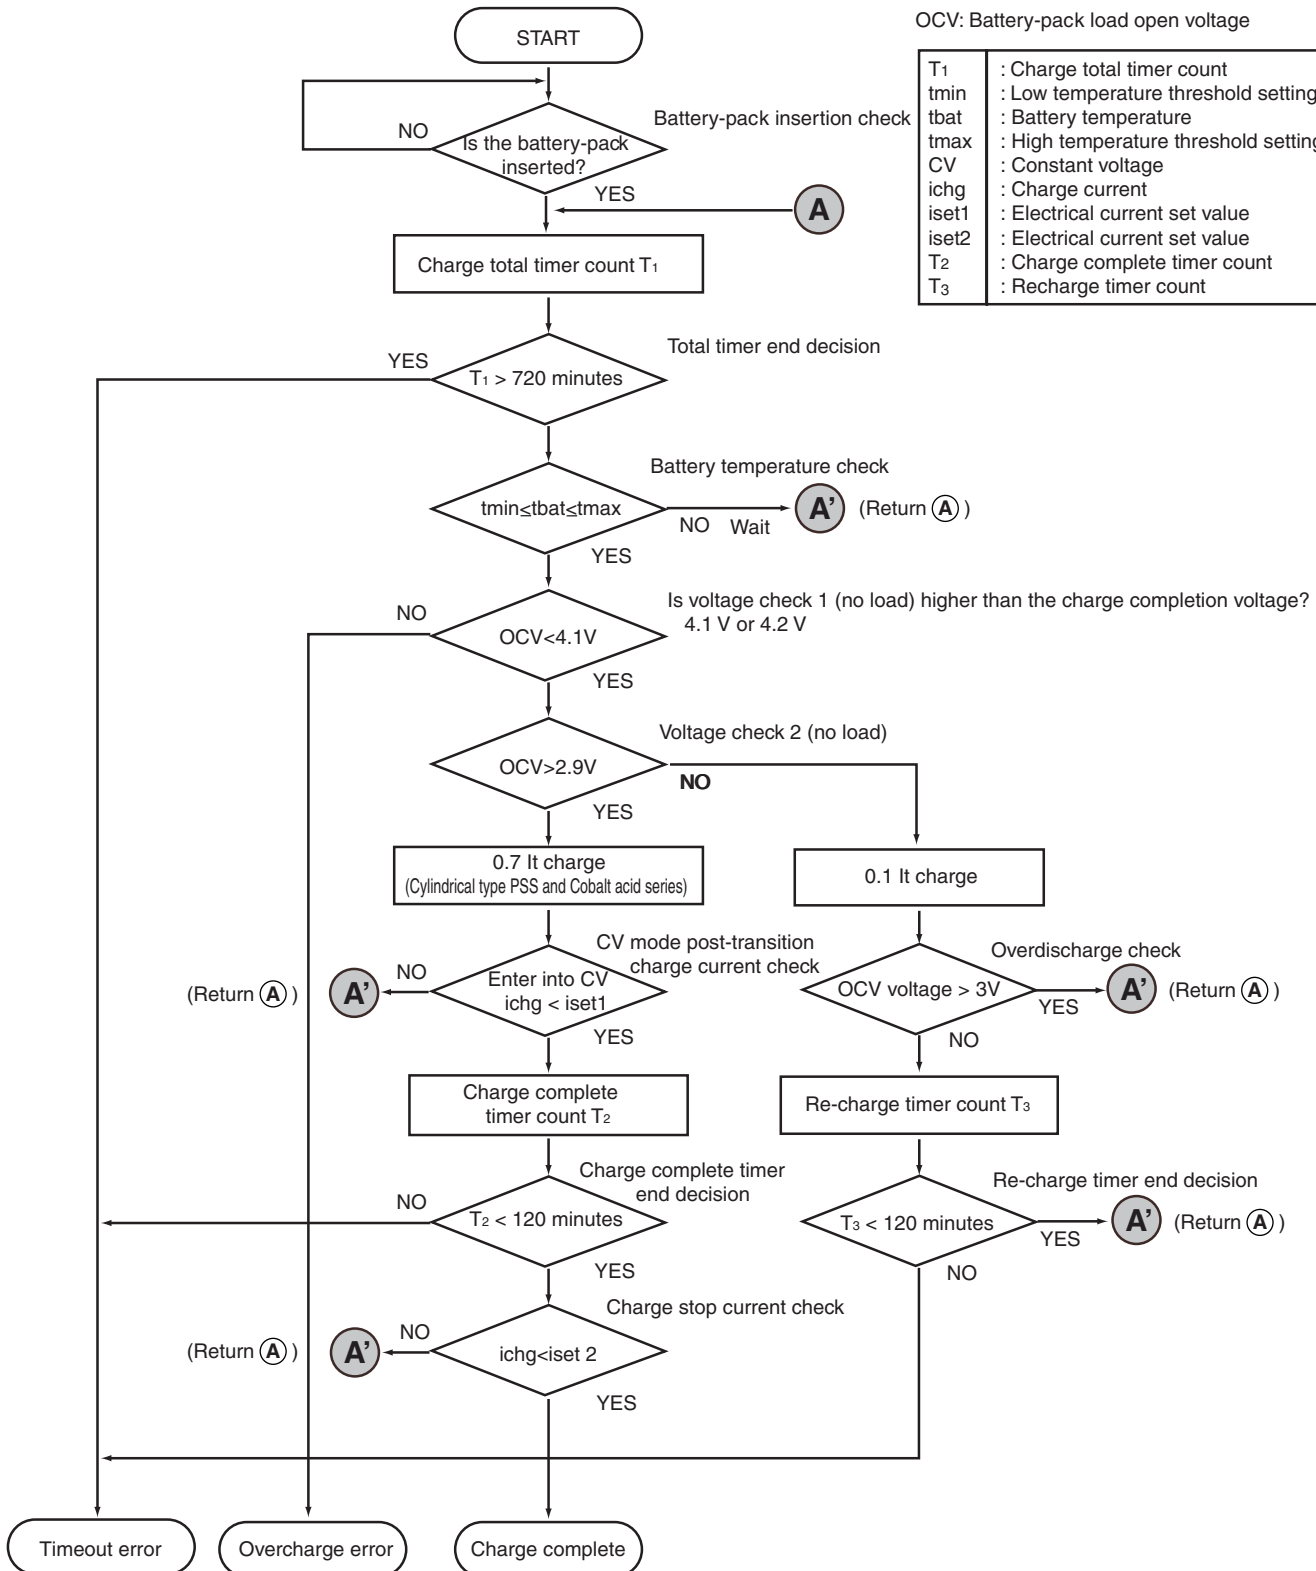 OCV: Battery-pack load open voltage
START
T1 : Charge total timer count
tmin : Low temperature threshold setting
tbat : Battery temperature
tmax : High temperature threshold setting
CV : Constant voltage
ichg : Charge current
iset1 : Electrical current set value
iset2 : Electrical current set value
T2 : Charge complete timer count
T3 : Recharge timer count
Battery-pack insertion check
NO
Is the battery-pack
inserted?
YES
A
Charge total timer count T1
Total timer end decision
YES
T1 > 720 minutes
Battery temperature check
tmin≤tbat≤tmax
NO Wait
A' (Return A )
YES
Is voltage check 1 (no load) higher than the charge completion voltage?
4.1 V or 4.2 V
NO
OCV<4.1V
YES
Voltage check 2 (no load)
OCV>2.9V
NO
YES
0.7 It charge
(Cylindrical type PSS and Cobalt acid series)
0.1 It charge
CV mode post-transition
charge current check
Overdischarge check
(Return A ) A' NO
Enter into CV
ichg < iset1
YES
OCV voltage > 3V
YES
A' (Return A )
NO
Charge complete
timer count T2
Re-charge timer count T3
Charge complete timer
end decision
Re-charge timer end decision
NO
T2 < 120 minutes
YES
T3 < 120 minutes
YES
A' (Return A )
NO
Charge stop current check
(Return A ) A' NO
ichg<iset 2
YES
Timeout error
Overcharge error
Charge complete